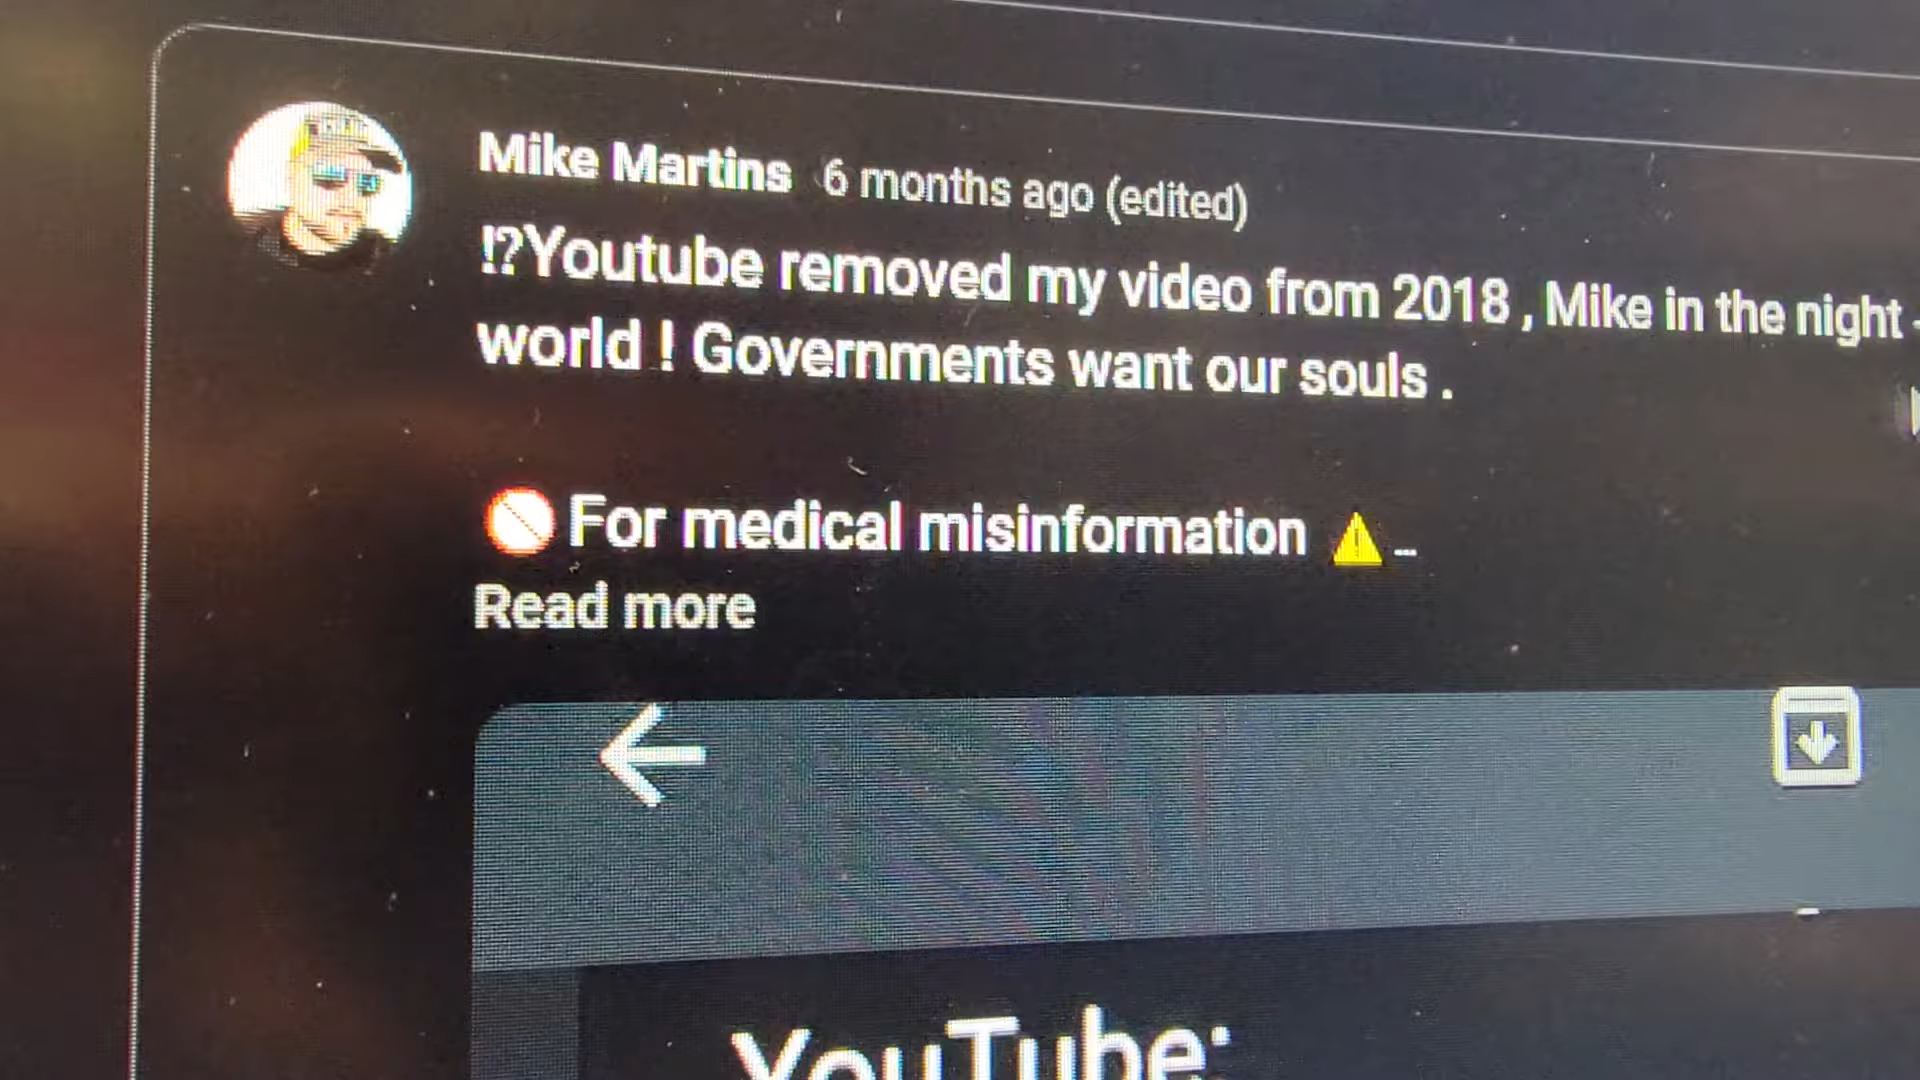 Mike Martins 6 months ago (edited)
⁉Youtube removed my video from 2018 , Mike in the night
world ! Governments want our souls .
🚫 For medical misinformation ⚠️ ...
Read more
YouTube: